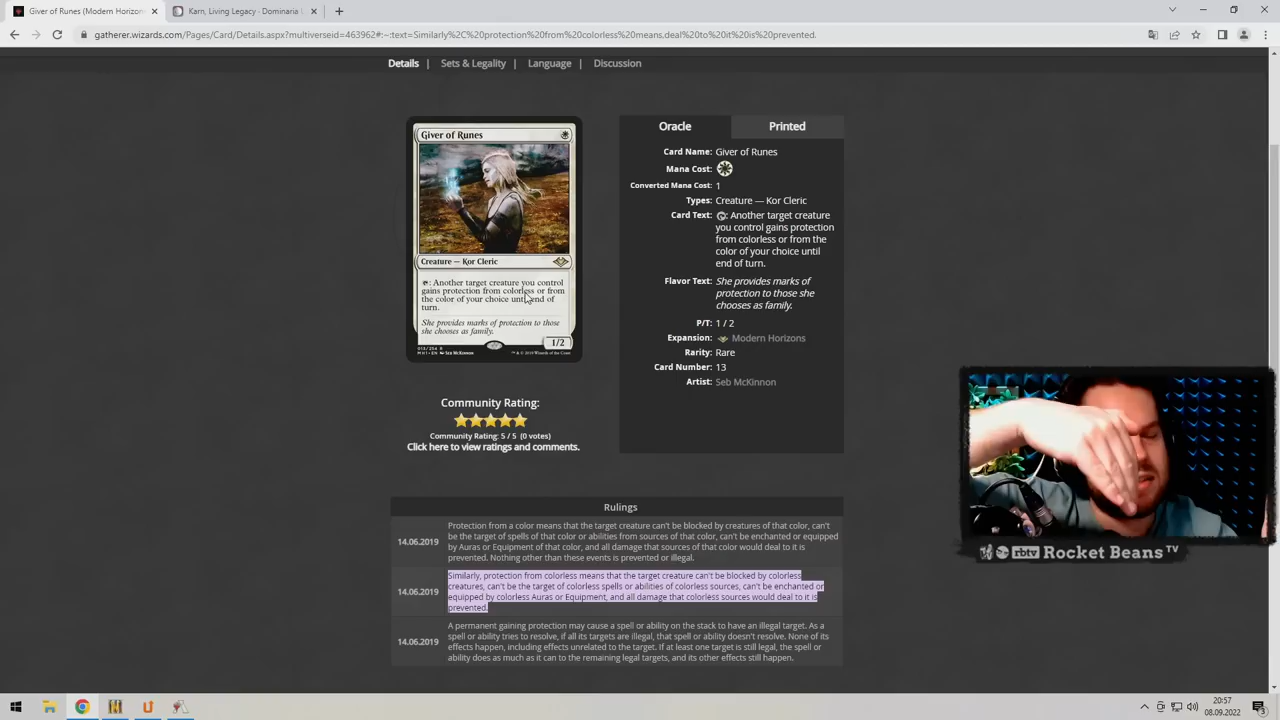 Giver of Runes (Modern Horizon
Karn, Living Legacy - Dominaria U
gatherer.wizards.com/Pages/Card/Details.aspx?multiverseid=463962#:~:text=Similarly%2C%20protection%20from%20colorless%20means,deal%20to%20it%20is%20prevented.
Details | Sets & Legality | Language | Discussion
Giver of Runes
Creature — Kor Cleric
: Another target creature you control
gains protection from colorless or from
the color of your choice until end of
turn.
She provides marks of protection to those
she chooses as family.
1/2
Community Rating:
Community Rating: 5 / 5 (0 votes)
Click here to view ratings and comments.
Oracle Printed
Card Name: Giver of Runes
Mana Cost:
Converted Mana Cost: 1
Types: Creature — Kor Cleric
Card Text: : Another target creature
you control gains protection
from colorless or from the
color of your choice until
end of turn.
Flavor Text: She provides marks of
protection to those she
chooses as family.
P/T: 1 / 2
Expansion: Modern Horizons
Rarity: Rare
Card Number: 13
Artist: Seb McKinnon
Rulings
14.06.2019 Protection from a color means that the target creature can't be blocked by creatures of that color, can't
be the target of spells of that color or abilities from sources of that color, can't be enchanted or equipped
by Auras or Equipment of that color, and all damage that sources of that color would deal to it is
prevented. Nothing other than these events is prevented or illegal.
14.06.2019 Similarly, protection from colorless means that the target creature can't be blocked by colorless
creatures, can't be the target of colorless spells or abilities of colorless sources, can't be enchanted or
equipped by colorless Auras or Equipment, and all damage that colorless sources would deal to it is
prevented.
14.06.2019 A permanent gaining protection may cause a spell or ability on the stack to have an illegal target. As a
spell or ability tries to resolve, if all its targets are illegal, that spell or ability doesn't resolve. None of its
effects happen, including effects unrelated to the target. If at least one target is still legal, the spell or
ability does as much as it can to the remaining legal targets, and its other effects still happen.
rbtv Rocket Beans TV
20:57
08.09.2022
3